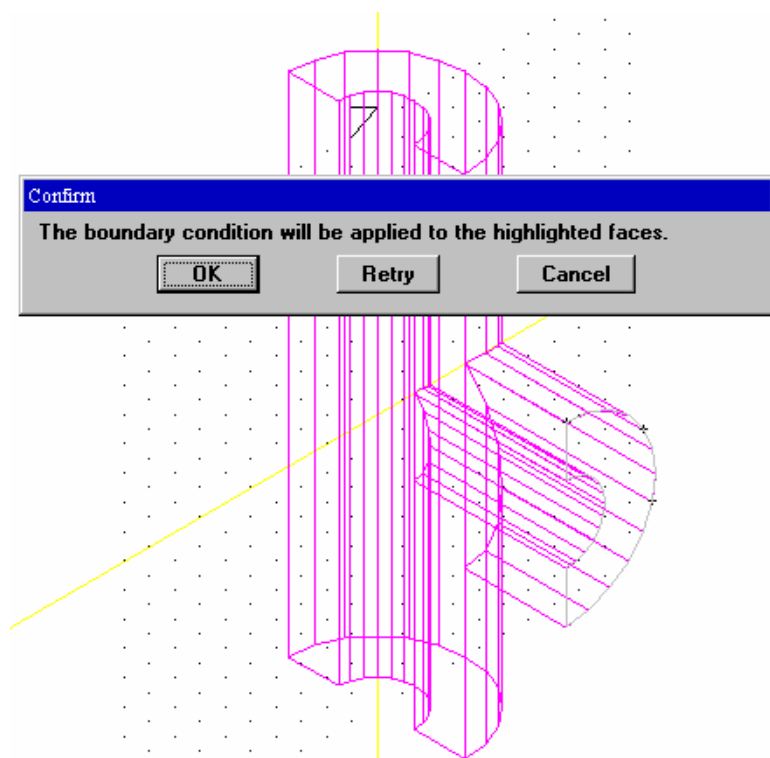 Confirm
The boundary condition will be applied to the highlighted faces.
OK Retry Cancel